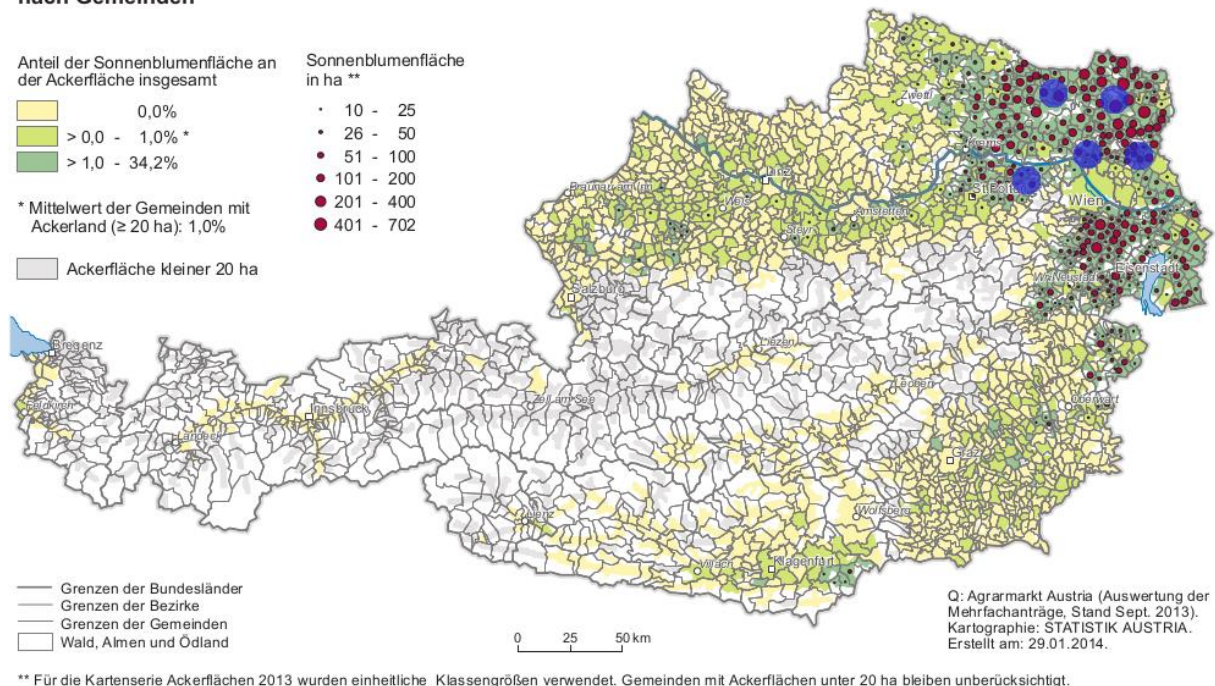 nach Gemeinden
Anteil der Sonnenblumenfläche an
der Ackerfläche insgesamt
0,0%
> 0,0 - 1,0% *
> 1,0 - 34,2%
* Mittelwert der Gemeinden mit
Ackerland (≥ 20 ha): 1,0%
Ackerfläche kleiner 20 ha
Sonnenblumenfläche
in ha **
10 - 25
26 - 50
51 - 100
101 - 200
201 - 400
401 - 702
Zwettl
Krems
Linz
Braunau am Inn
Wels
St.Pölt
Wien
Amstetten
Steyr
Eisenstadt
Wr.Neustadt
Salzburg
Bregenz
Liezen
Leoben
Feldkirch
Innsbruck
Zell am See
Oberwart
Landeck
Graz
Lienz
Wolfsberg
Villach
Klagenfurt
Grenzen der Bundesländer
Grenzen der Bezirke
Grenzen der Gemeinden
Wald, Almen und Ödland
0 25 50 km
Q: Agrarmarkt Austria (Auswertung der
Mehrfachanträge, Stand Sept. 2013).
Kartographie: STATISTIK AUSTRIA.
Erstellt am: 29.01.2014.
** Für die Kartenserie Ackerflächen 2013 wurden einheitliche Klassengrößen verwendet. Gemeinden mit Ackerflächen unter 20 ha bleiben unberücksichtigt.